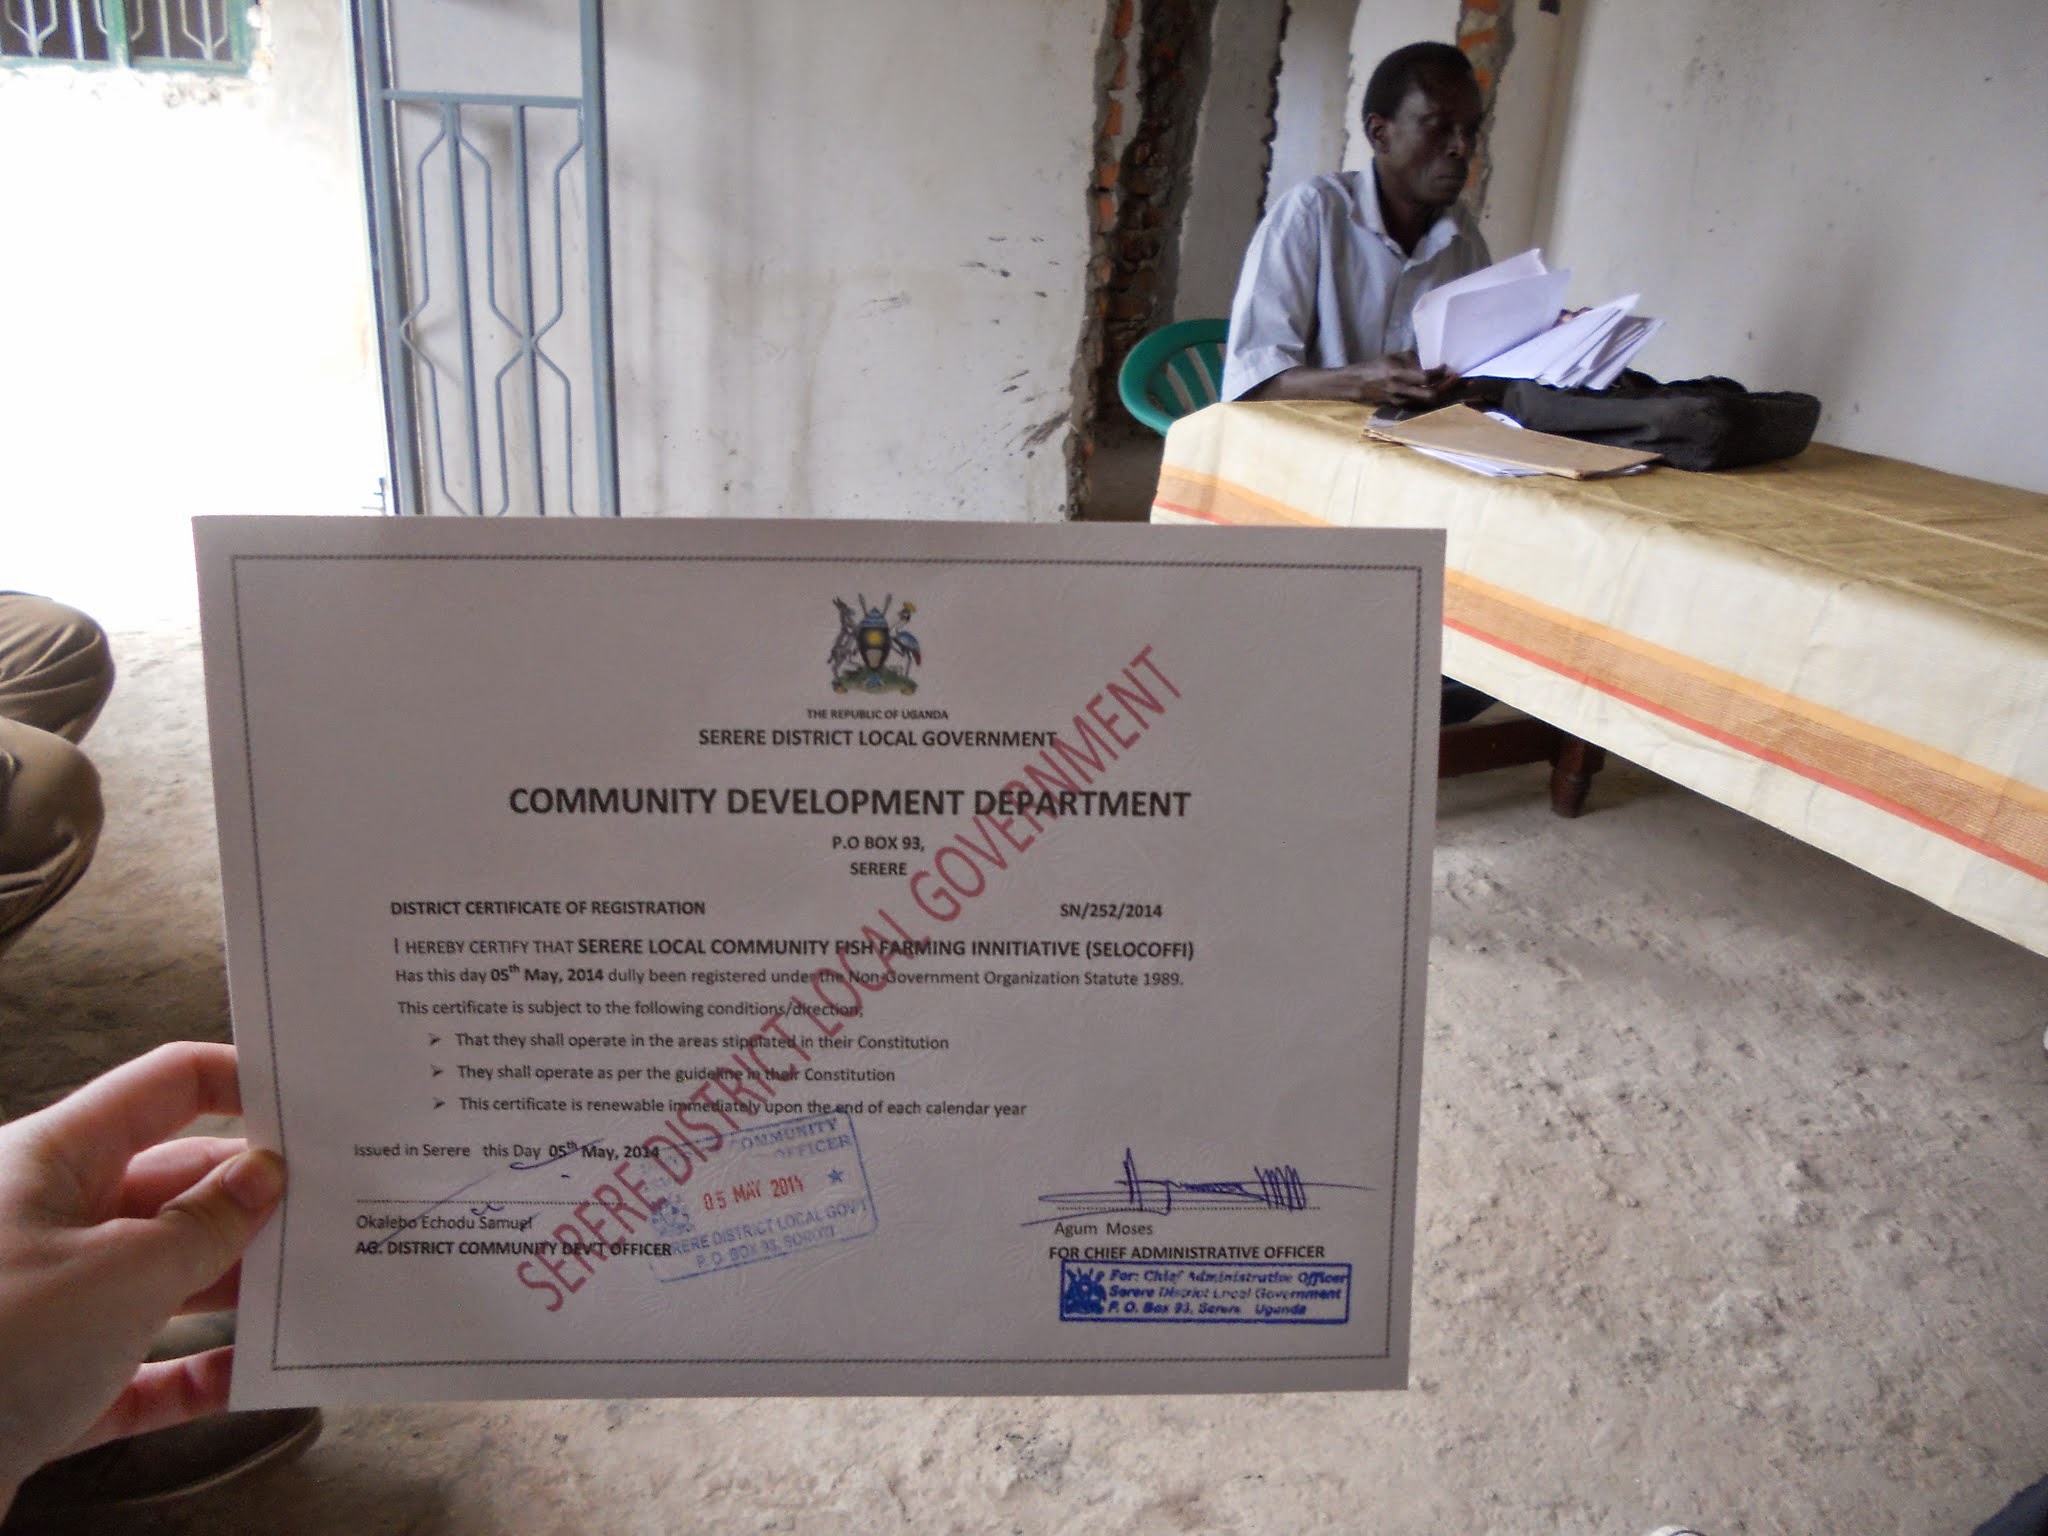 THE REPUBLIC OF UGANDA
SERERE DISTRICT LOCAL GOVERNMENT
COMMUNITY DEVELOPMENT DEPARTMENT
P.O BOX 93,
SERERE
DISTRICT CERTIFICATE OF REGISTRATION SN/252/2014
I HEREBY CERTIFY THAT SERERE LOCAL COMMUNITY FISH FARMING INNITIATIVE (SELOCOFFI)
Has this day 05th May, 2014 dully been registered under the Non-Government Organization Statute 1989.
This certificate is subject to the following conditions/direction;
➢ That they shall operate in the areas stipulated in their Constitution
➢ They shall operate as per the guideline in their Constitution
➢ This certificate is renewable immediately upon the end of each calendar year
Issued in Serere this Day 05th May, 2014
Okalebo Echodu Samuel
AG. DISTRICT COMMUNITY DEV'T OFFICER
COMMUNITY
OFFICER
05 MAY 2014
SERERE DISTRICT LOCAL GOV'T
P.O BOX 93, SOROTI
Agum Moses
FOR CHIEF ADMINISTRATIVE OFFICER
For: Chief Administrative Officer
Serere District Local Government
P. O. Box 93, Serere Uganda
SERERE DISTRICT LOCAL GOVERNMENT